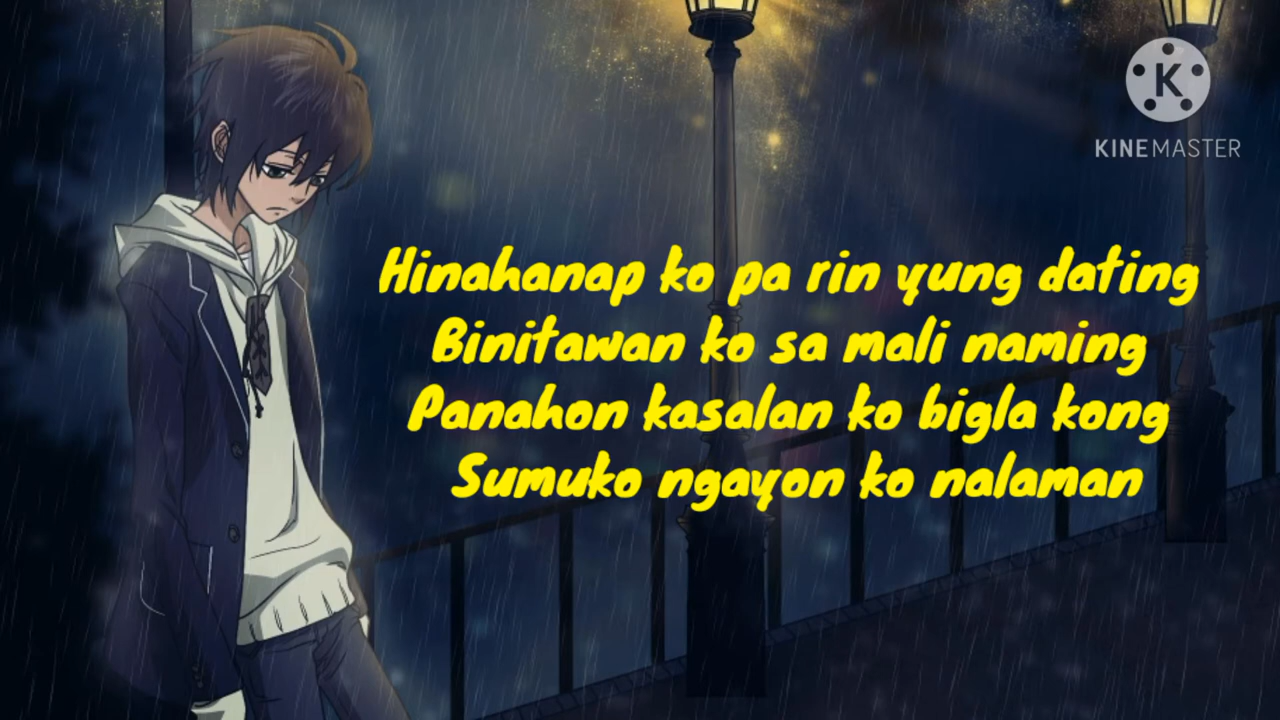 KINEMASTER
Hinahanap ko pa rin yung dating
Binitawan ko sa mali naming
Panahon kasalan ko bigla kong
Sumuko ngayon ko nalaman